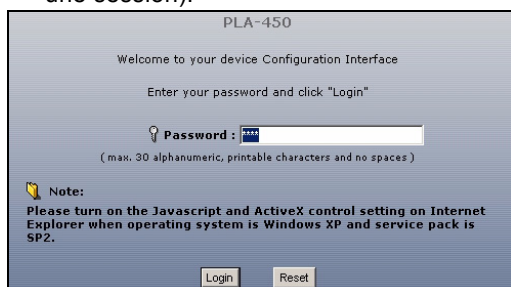 une session).
PLA-450
Welcome to your device Configuration Interface
Enter your password and click "Login"
Password : ****
( max. 30 alphanumeric, printable characters and no spaces )
Note:
Please turn on the Javascript and ActiveX control setting on Internet
Explorer when operating system is Windows XP and service pack is
SP2.
Login Reset